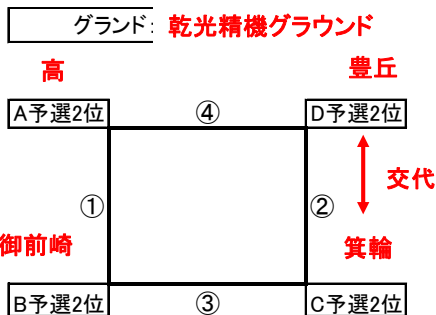 グランド: 乾光精機グラウンド
高 豊丘
A予選2位 ④ D予選2位
交代
① ②
御前崎 箕輪
B予選2位 ③ C予選2位